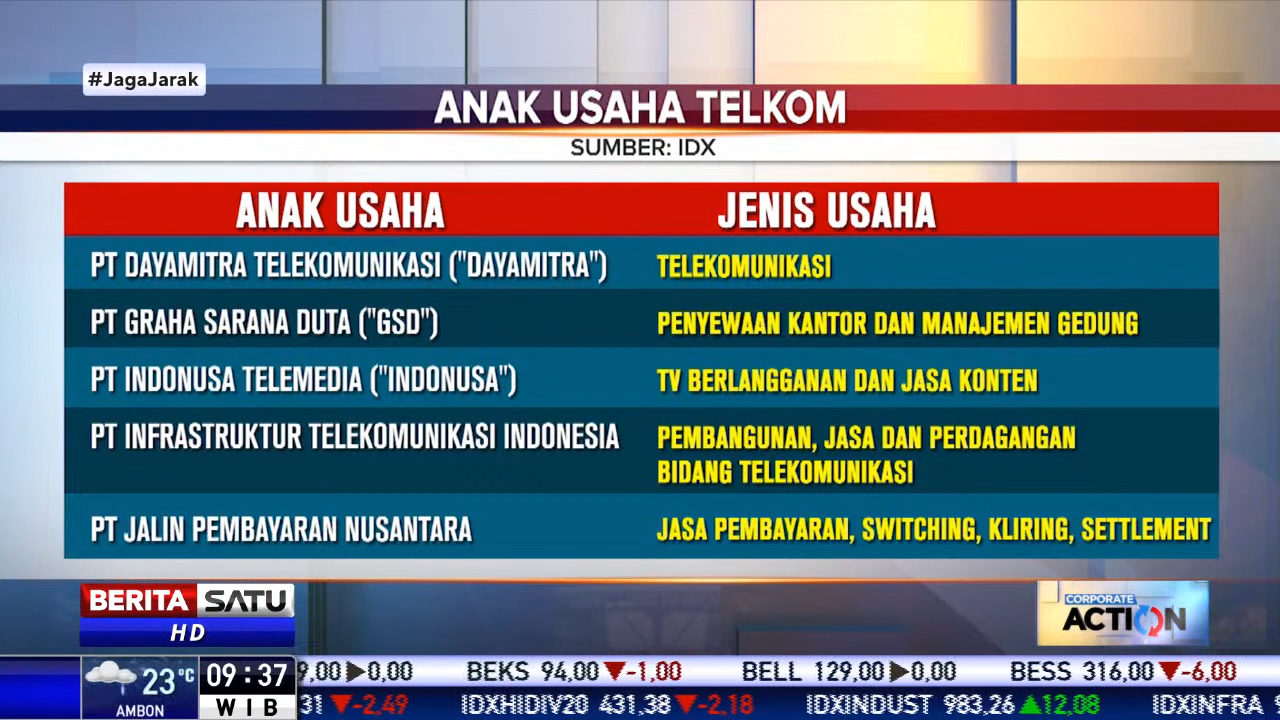 #JagaJarak
ANAK USAHA TELKOM
SUMBER: IDX
ANAK USAHA JENIS USAHA
PT DAYAMITRA TELEKOMUNIKASI ("DAYAMITRA") TELEKOMUNIKASI
PT GRAHA SARANA DUTA ("GSD") PENYEWAAN KANTOR DAN MANAJEMEN GEDUNG
PT INDONUSA TELEMEDIA ("INDONUSA") TV BERLANGGANAN DAN JASA KONTEN
PT INFRASTRUKTUR TELEKOMUNIKASI INDONESIA PEMBANGUNAN, JASA DAN PERDAGANGAN
BIDANG TELEKOMUNIKASI
PT JALIN PEMBAYARAN NUSANTARA JASA PEMBAYARAN, SWITCHING, KLIRING, SETTLEMENT
BERITA SATU
HD
CORPORATE
ACTION
23°C
AMBON
09:37
WIB
9,00 ▶0,00 BEKS 94,00 ▼-1,00 BELL 129,00 ▶0,00 BESS 316,00 ▼-6,00
31 ▼-2,49 IDXHIDIV20 431,38 ▼-2,18 IDXINDUST 983,26 ▲12,08 IDXINFRA